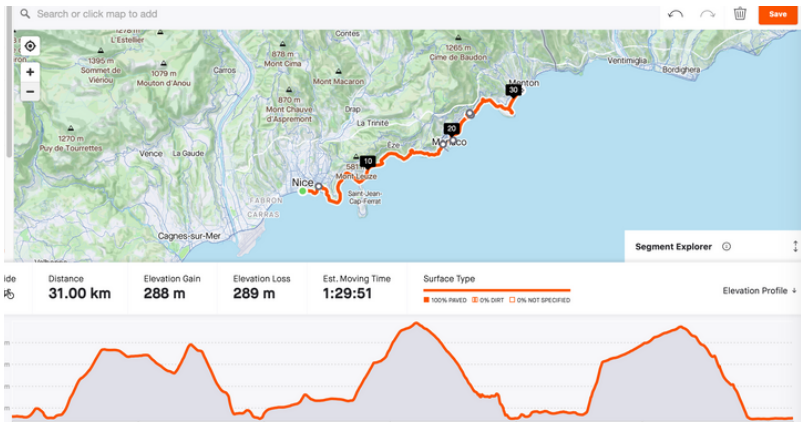 Search or click map to add
Save
1278 m
L'Estellier
Contes
1395 m
Sommet de
Viériou
1079 m
Mouton d'Anou
Carros
878 m
Mont Cima
1265 m
Cime de Baudon
Mont Macaron
Ventimiglia
Bordighera
Menton
30
870 m
Mont Chauve
d'Aspremont
Drap
La Trinité
1270 m
Puy de Tourrettes
Vence
La Gaude
Èze
20
Monaco
10
Mont Leuze
Nice
Saint-Jean-
Cap-Ferrat
FABRON
CARRAS
Cagnes-sur-Mer
Segment Explorer
ide
Distance
31.00 km
Elevation Gain
288 m
Elevation Loss
289 m
Est. Moving Time
1:29:51
Surface Type
100% PAVED
0% DIRT
0% NOT SPECIFIED
Elevation Profile
m
m
m
m